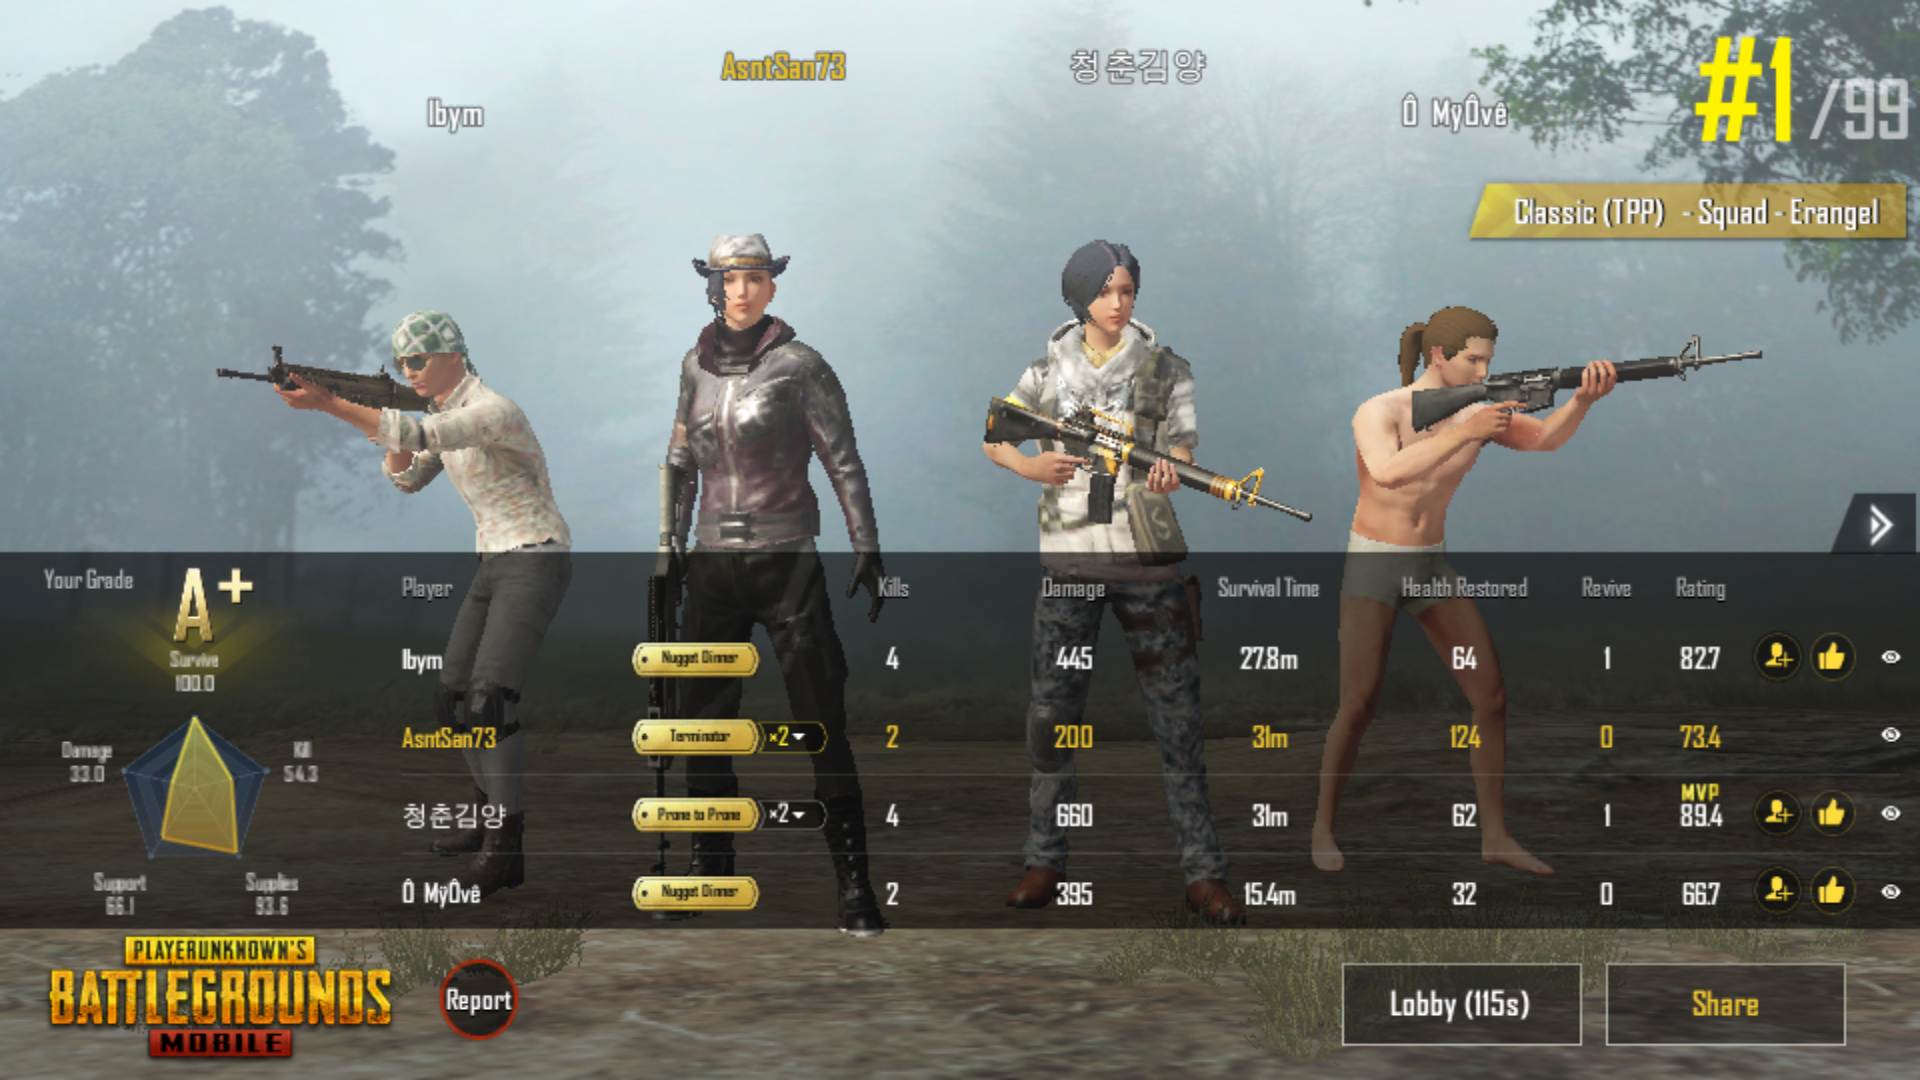 AsntSan73
청춘김양
lbym
Ô MÿÔvê
#1/99
Classic (TPP) - Squad - Erangel
Your Grade
A+
Survive
100.0
Damage
33.0
Kill
54.3
Support
66.1
Supplies
93.6
Player Kills Damage Survival Time Health Restored Revive Rating
lbym Nugget Dinner 4 445 27.8m 64 1 82.7
AsntSan73 Terminator ×2 2 200 31m 124 0 73.4
MVP
청춘김양 Prone to Prone ×2 4 660 31m 62 1 89.4
Ô MÿÔvê Nugget Dinner 2 395 15.4m 32 0 66.7
PLAYERUNKNOWN'S
BATTLEGROUNDS
MOBILE
Report
Lobby (115s)
Share